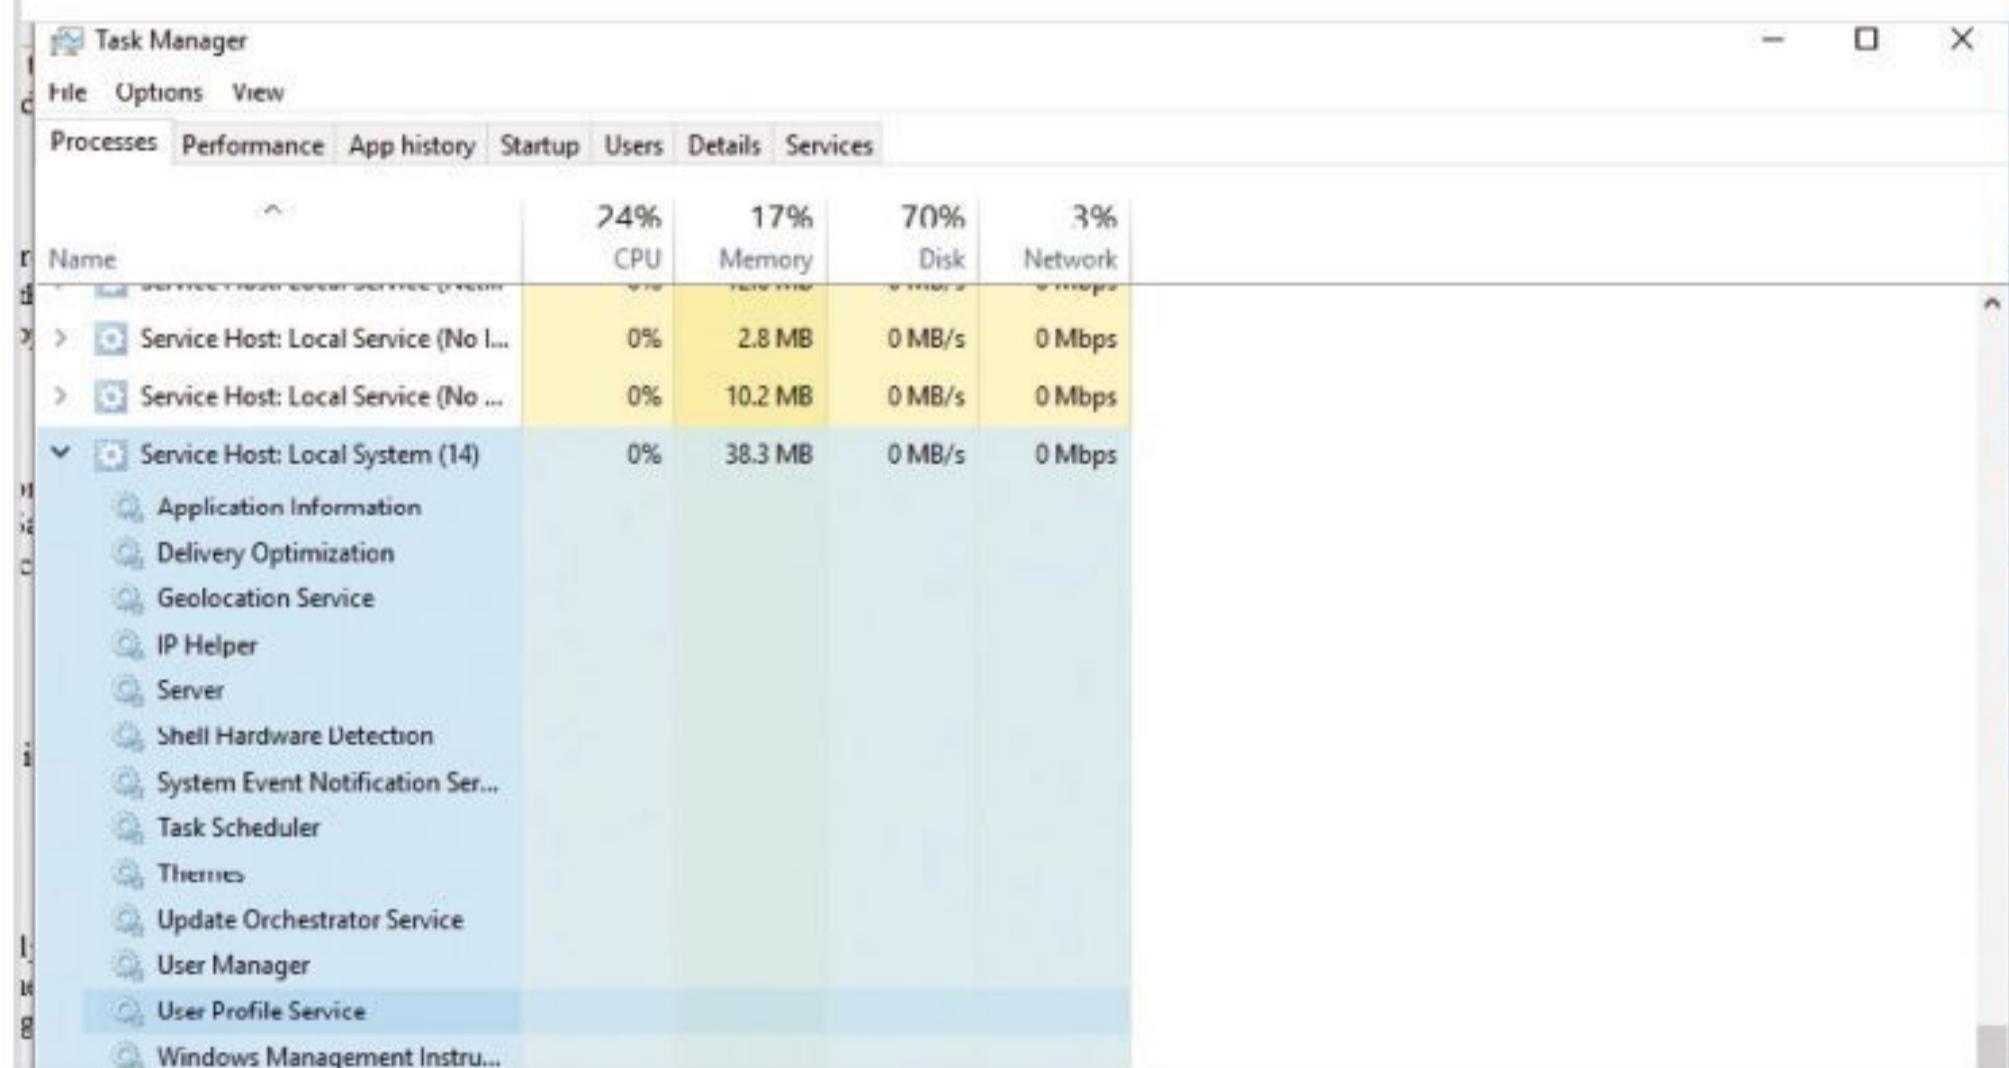 Task Manager
File Options View
Processes Performance App history Startup Users Details Services
24% 17% 70% 3%
Name CPU Memory Disk Network
Service Host: Local Service (No I... 0% 2.8 MB 0 MB/s 0 Mbps
Service Host: Local Service (No ... 0% 10.2 MB 0 MB/s 0 Mbps
Service Host: Local System (14) 0% 38.3 MB 0 MB/s 0 Mbps
Application Information
Delivery Optimization
Geolocation Service
IP Helper
Server
Shell Hardware Detection
System Event Notification Ser...
Task Scheduler
Themes
Update Orchestrator Service
User Manager
User Profile Service
Windows Management Instru...